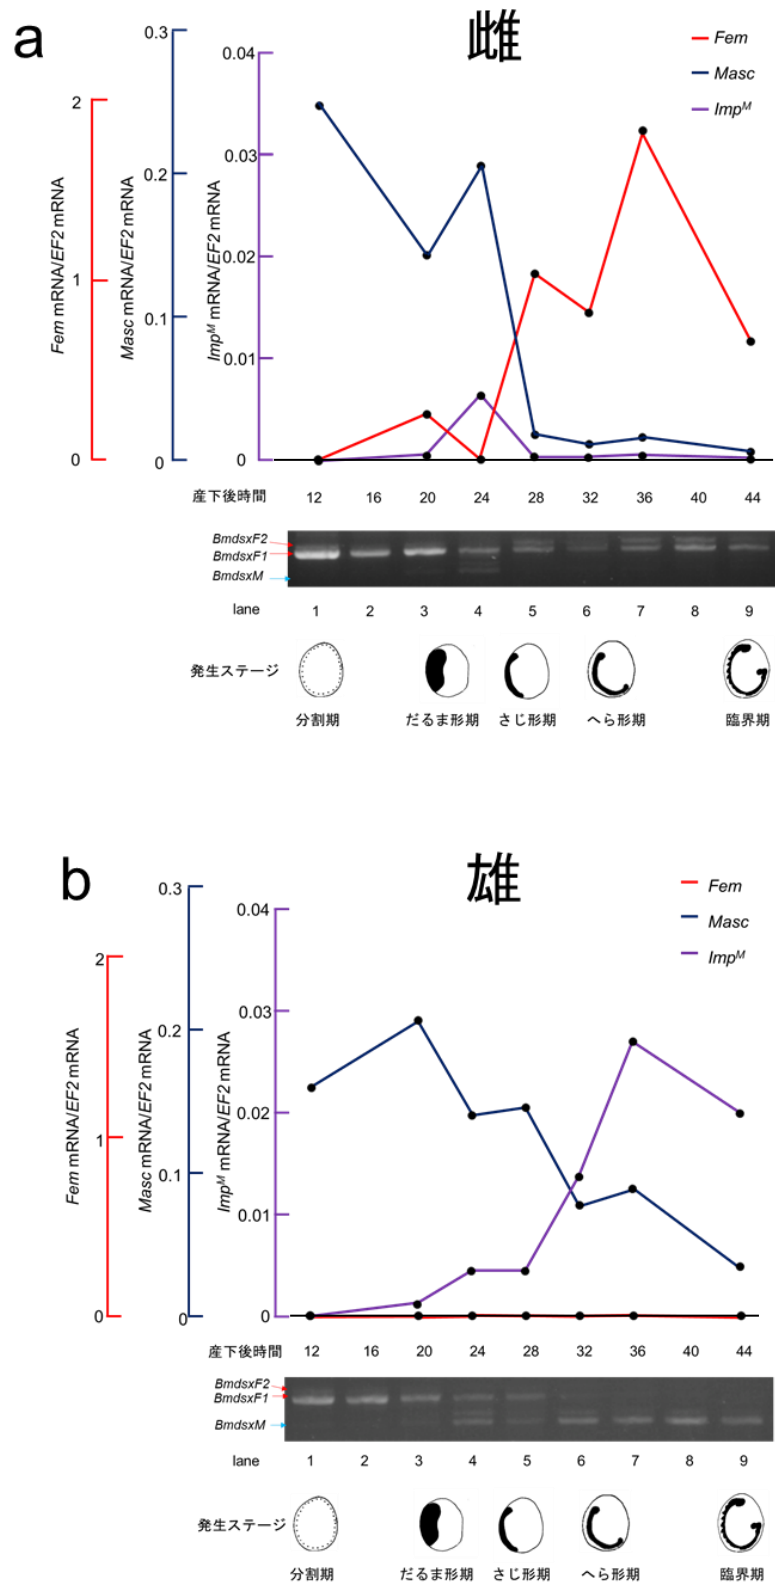 a
雌
Fem
Masc
Imp^M
0.3
0.04
2
0.03
0.2
0.02
1
0.1
0.01
0
0
0
Fem mRNA/EF2 mRNA
Masc mRNA/EF2 mRNA
Imp^M mRNA/EF2 mRNA
産下後時間 12 16 20 24 28 32 36 40 44
BmdsxF2
BmdsxF1
BmdsxM
lane 1 2 3 4 5 6 7 8 9
発生ステージ
分割期 だるま形期 さじ形期 へら形期 臨界期
b
雄
Fem
Masc
Imp^M
0.3
0.04
2
0.03
0.2
0.02
1
0.1
0.01
0
0
0
Fem mRNA/EF2 mRNA
Masc mRNA/EF2 mRNA
Imp^M mRNA/EF2 mRNA
産下後時間 12 16 20 24 28 32 36 40 44
BmdsxF2
BmdsxF1
BmdsxM
lane 1 2 3 4 5 6 7 8 9
発生ステージ
分割期 だるま形期 さじ形期 へら形期 臨界期